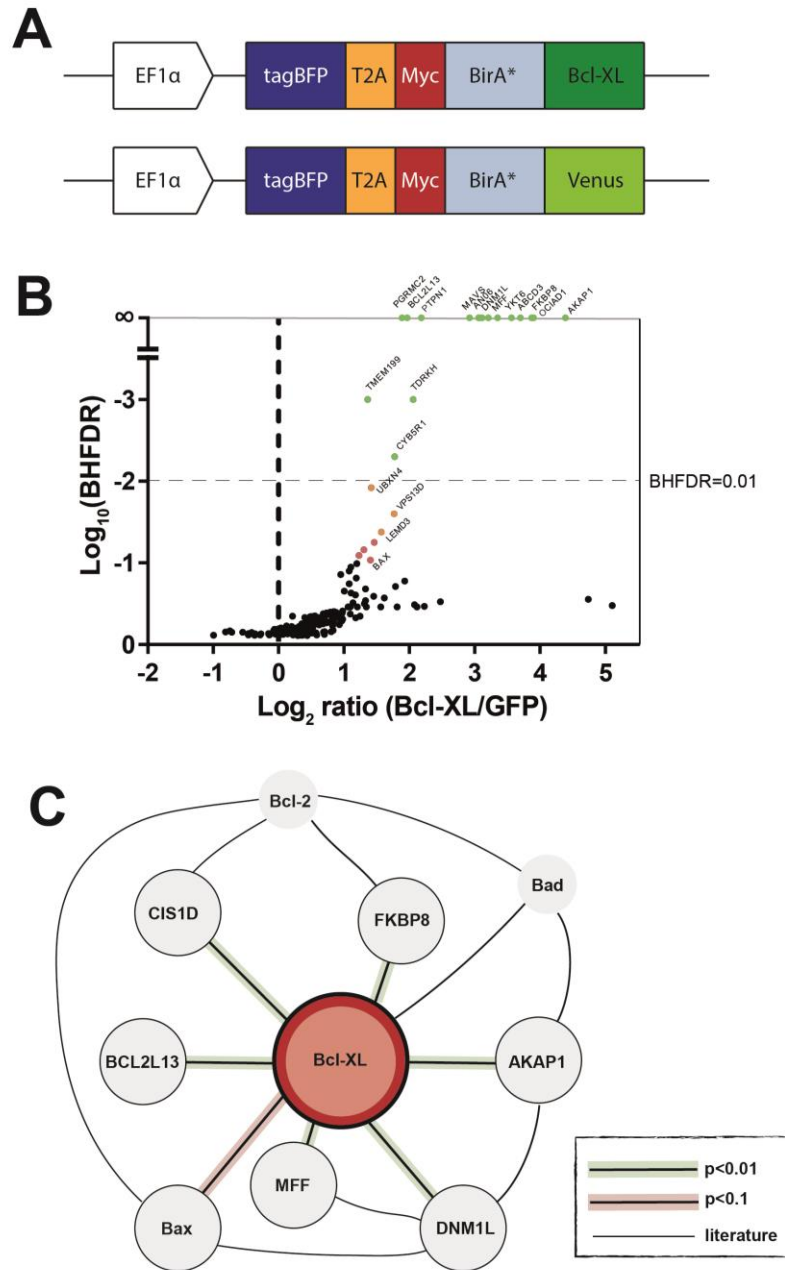 A
EF1α tagBFP T2A Myc BirA* Bcl-XL
EF1α tagBFP T2A Myc BirA* Venus
B
PGRMC2
BCL2L13
PTPN1
MAVS
DNM1L
MFF
YKT6
ABCD3
FKBP8
OCIAD1
AKAP1
∞
TMEM199
TDRKH
-3
CYB5R1
UBXN4
-2
BHFDR=0.01
VPS13D
LEMD3
-1
BAX
0
Log10(BHFDR)
-2 -1 0 1 2 3 4 5
Log2 ratio (Bcl-XL/GFP)
C
Bcl-2
Bad
CIS1D
FKBP8
BCL2L13
Bcl-XL
AKAP1
MFF
Bax
DNM1L
p<0.01
p<0.1
literature